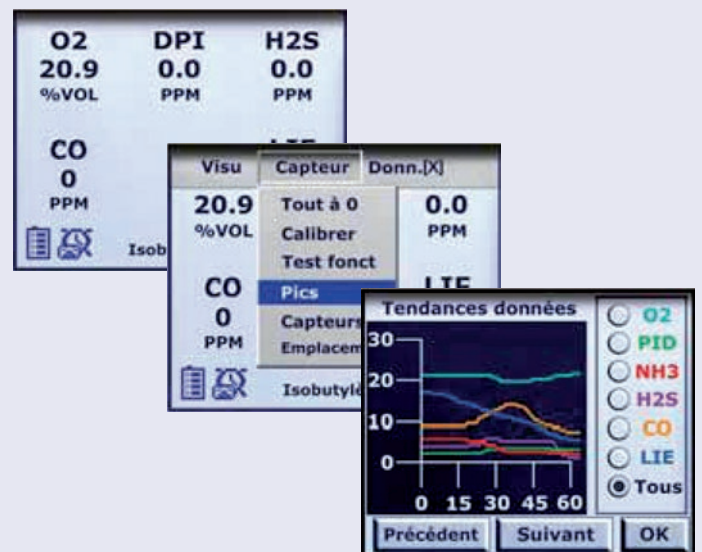 O2 DPI H2S
20.9 0.0 0.0
%VOL PPM PPM
CO
0
PPM
Visu Capteur Donn.[X]
20.9 Tout à 0 0.0
%VOL Calibrer PPM
Test fonct
CO Pics LIE
0 Capteurs
PPM
Tendances données
30
20
10
0
0 15 30 45 60
O2
PID
NH3
H2S
CO
LIE
Tous
Précédent Suivant OK